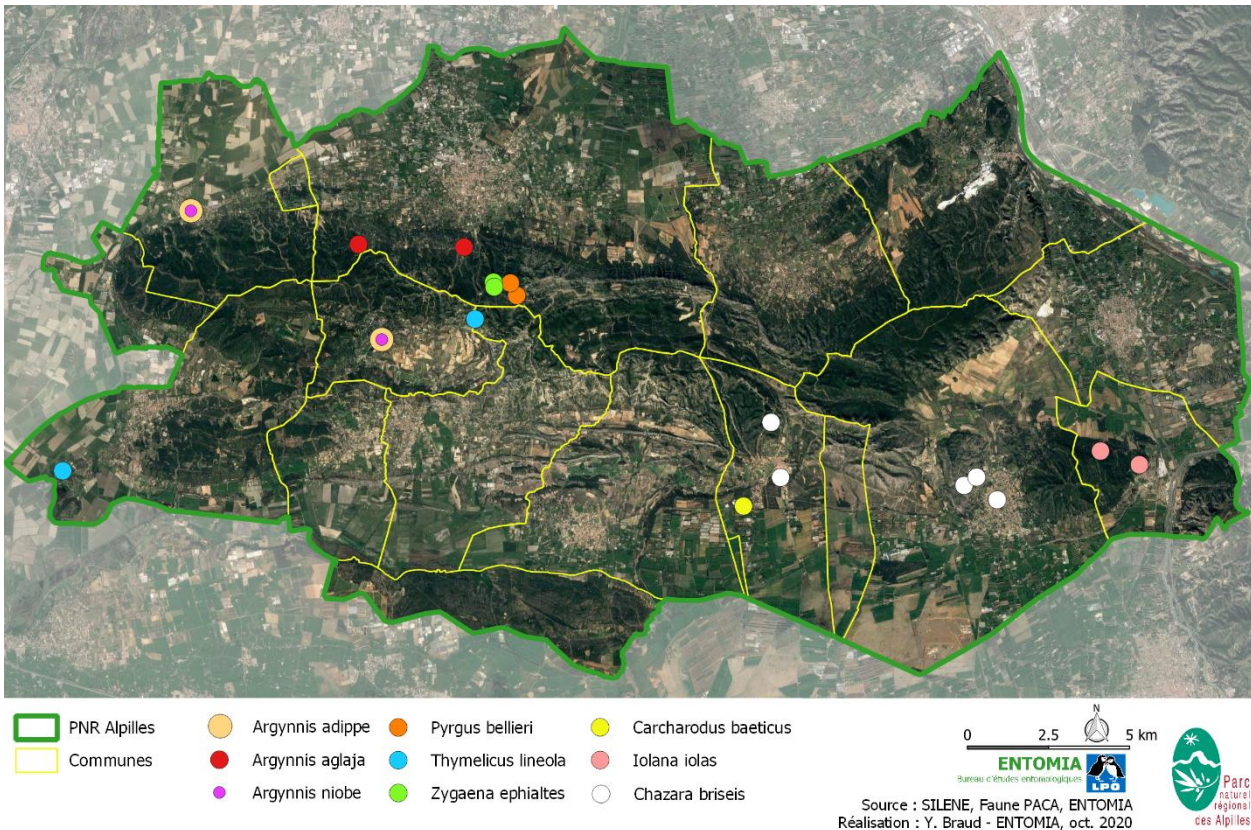 PNR Alpilles
Communes
Argynnis adippe
Argynnis aglaja
Argynnis niobe
Pyrgus bellieri
Thymelicus lineola
Zygaena ephialtes
Carcharodus baeticus
Iolana iolas
Chazara briseis
N
0 2.5 5 km
ENTOMIA
Bureau d'études entomologiques
LPO
Source : SILENE, Faune PACA, ENTOMIA
Réalisation : Y. Braud - ENTOMIA, oct. 2020
Parc
naturel
régional
des Alpilles